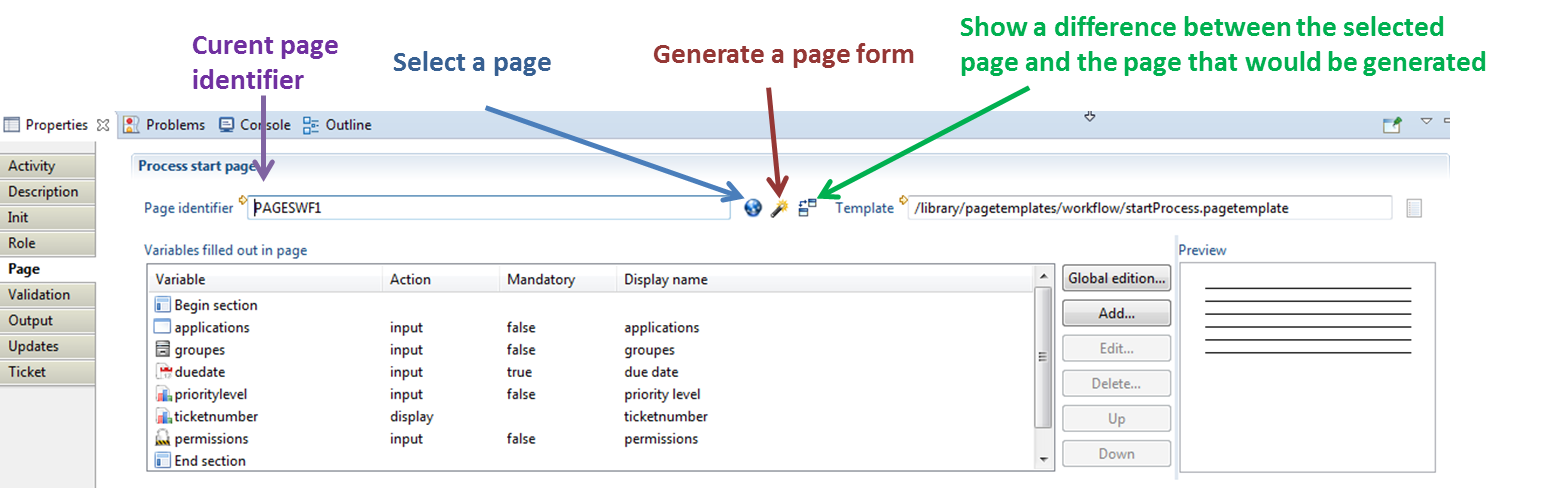 Curent page
identifier
Select a page
Generate a page form
Show a difference between the selected
page and the page that would be generated
Properties Problems Console Outline
Activity
Description
Init
Role
Page
Validation
Output
Updates
Ticket
Process start page
Page identifier PAGESWF1 Template /library/pagetemplates/workflow/startProcess.pagetemplate
Variables filled out in page
Variable Action Mandatory Display name
Begin section
applications input false applications
groupes input false groupes
duedate input true due date
prioritylevel input false priority level
ticketnumber display ticketnumber
permissions input false permissions
End section
Global edition...
Add...
Edit...
Delete...
Up
Down
Preview